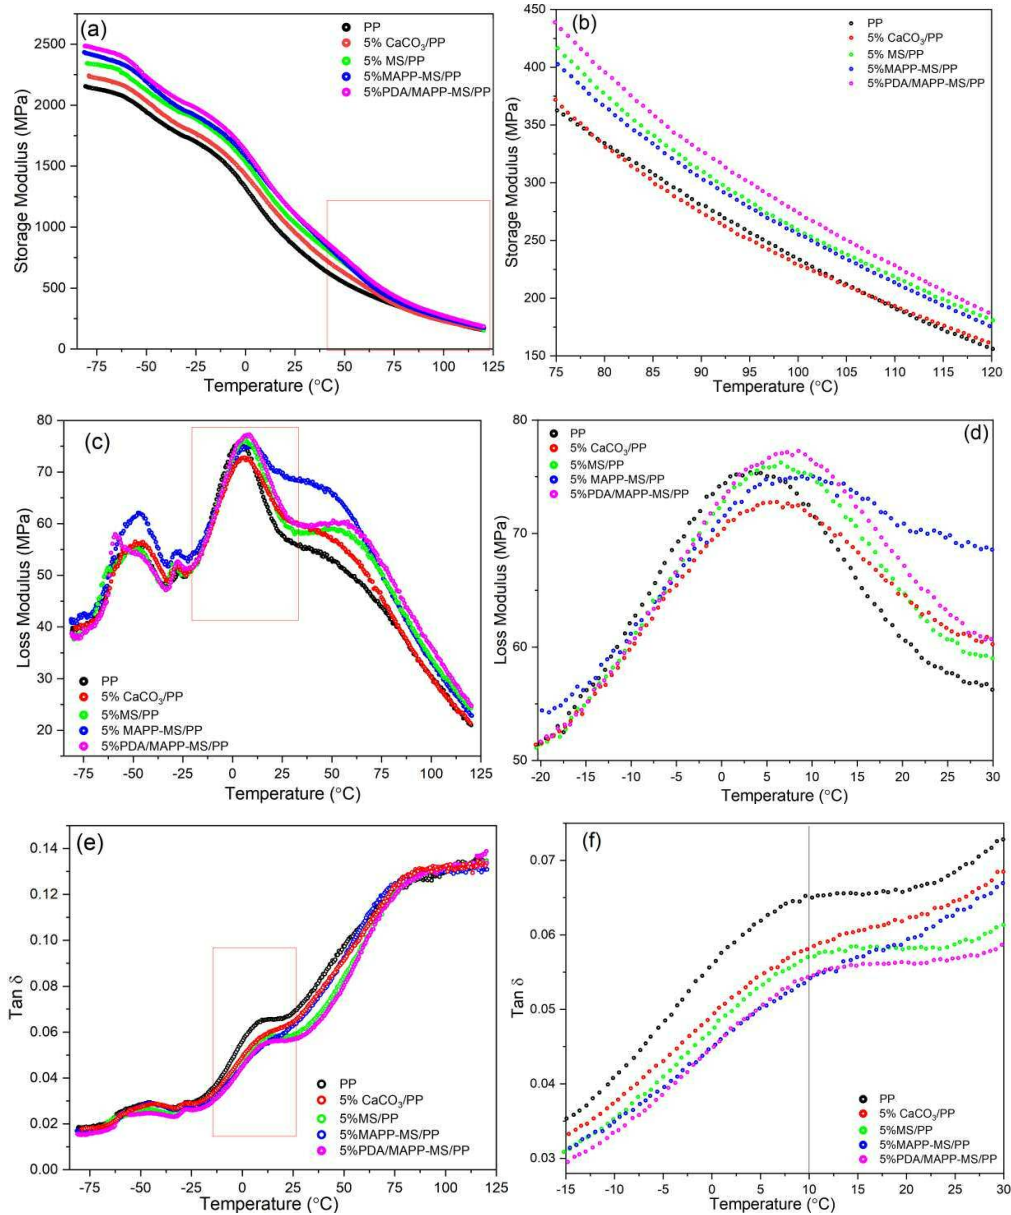 (a)
PP
5% CaCO₃/PP
5% MS/PP
5%MAPP-MS/PP
5%PDA/MAPP-MS/PP
Storage Modulus (MPa)
2500
2000
1500
1000
500
0
-75 -50 -25 0 25 50 75 100 125
Temperature (°C)
(b)
PP
5% CaCO₃/PP
5% MS/PP
5%MAPP-MS/PP
5%PDA/MAPP-MS/PP
Storage Modulus (MPa)
450
400
350
300
250
200
150
75 80 85 90 95 100 105 110 115 120
Temperature (°C)
(c)
Loss Modulus (MPa)
80
70
60
50
40
30
20
PP
5% CaCO₃/PP
5%MS/PP
5% MAPP-MS/PP
5%PDA/MAPP-MS/PP
-75 -50 -25 0 25 50 75 100 125
Temperature (°C)
(d)
PP
5% CaCO₃/PP
5%MS/PP
5% MAPP-MS/PP
5%PDA/MAPP-MS/PP
Loss Modulus (MPa)
80
70
60
50
-20 -15 -10 -5 0 5 10 15 20 25 30
Temperature (°C)
(e)
Tan δ
0.14
0.12
0.10
0.08
0.06
0.04
0.02
0.00
PP
5% CaCO₃/PP
5%MS/PP
5%MAPP-MS/PP
5%PDA/MAPP-MS/PP
-75 -50 -25 0 25 50 75 100 125
Temperature (°C)
(f)
Tan δ
0.07
0.06
0.05
0.04
0.03
PP
5% CaCO₃/PP
5%MS/PP
5%MAPP-MS/PP
5%PDA/MAPP-MS/PP
-15 -10 -5 0 5 10 15 20 25 30
Temperature (°C)